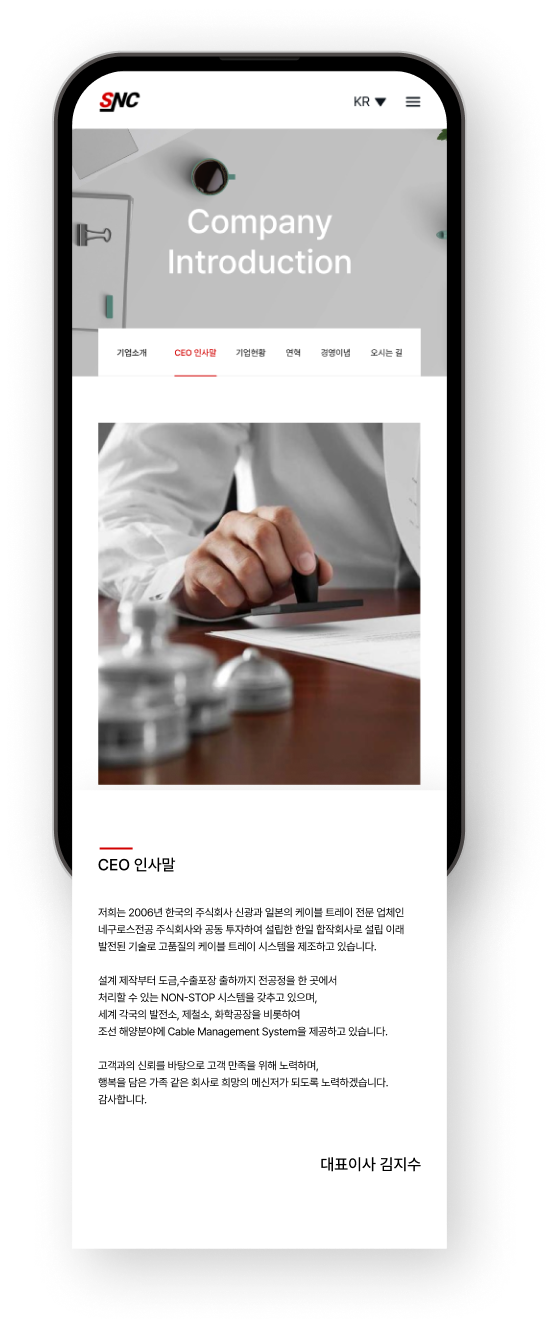 SNC
KR
Company
Introduction
기업소개 CEO 인사말 기업현황 연혁 경영이념 오시는 길
CEO 인사말
저희는 2006년 한국의 주식회사 신광과 일본의 케이블 트레이 전문 업체인
네구로스전공 주식회사와 공동 투자하여 설립한 한일 합작회사로 설립 이래
발전된 기술로 고품질의 케이블 트레이 시스템을 제조하고 있습니다.
설계 제작부터 도금,수출포장 출하까지 전공정을 한 곳에서
처리할 수 있는 NON-STOP 시스템을 갖추고 있으며,
세계 각국의 발전소, 제철소, 화학공장을 비롯하여
조선 해양분야에 Cable Management System을 제공하고 있습니다.
고객과의 신뢰를 바탕으로 고객 만족을 위해 노력하며,
행복을 담은 가족 같은 회사로 희망의 메신저가 되도록 노력하겠습니다.
감사합니다.
대표이사 김지수